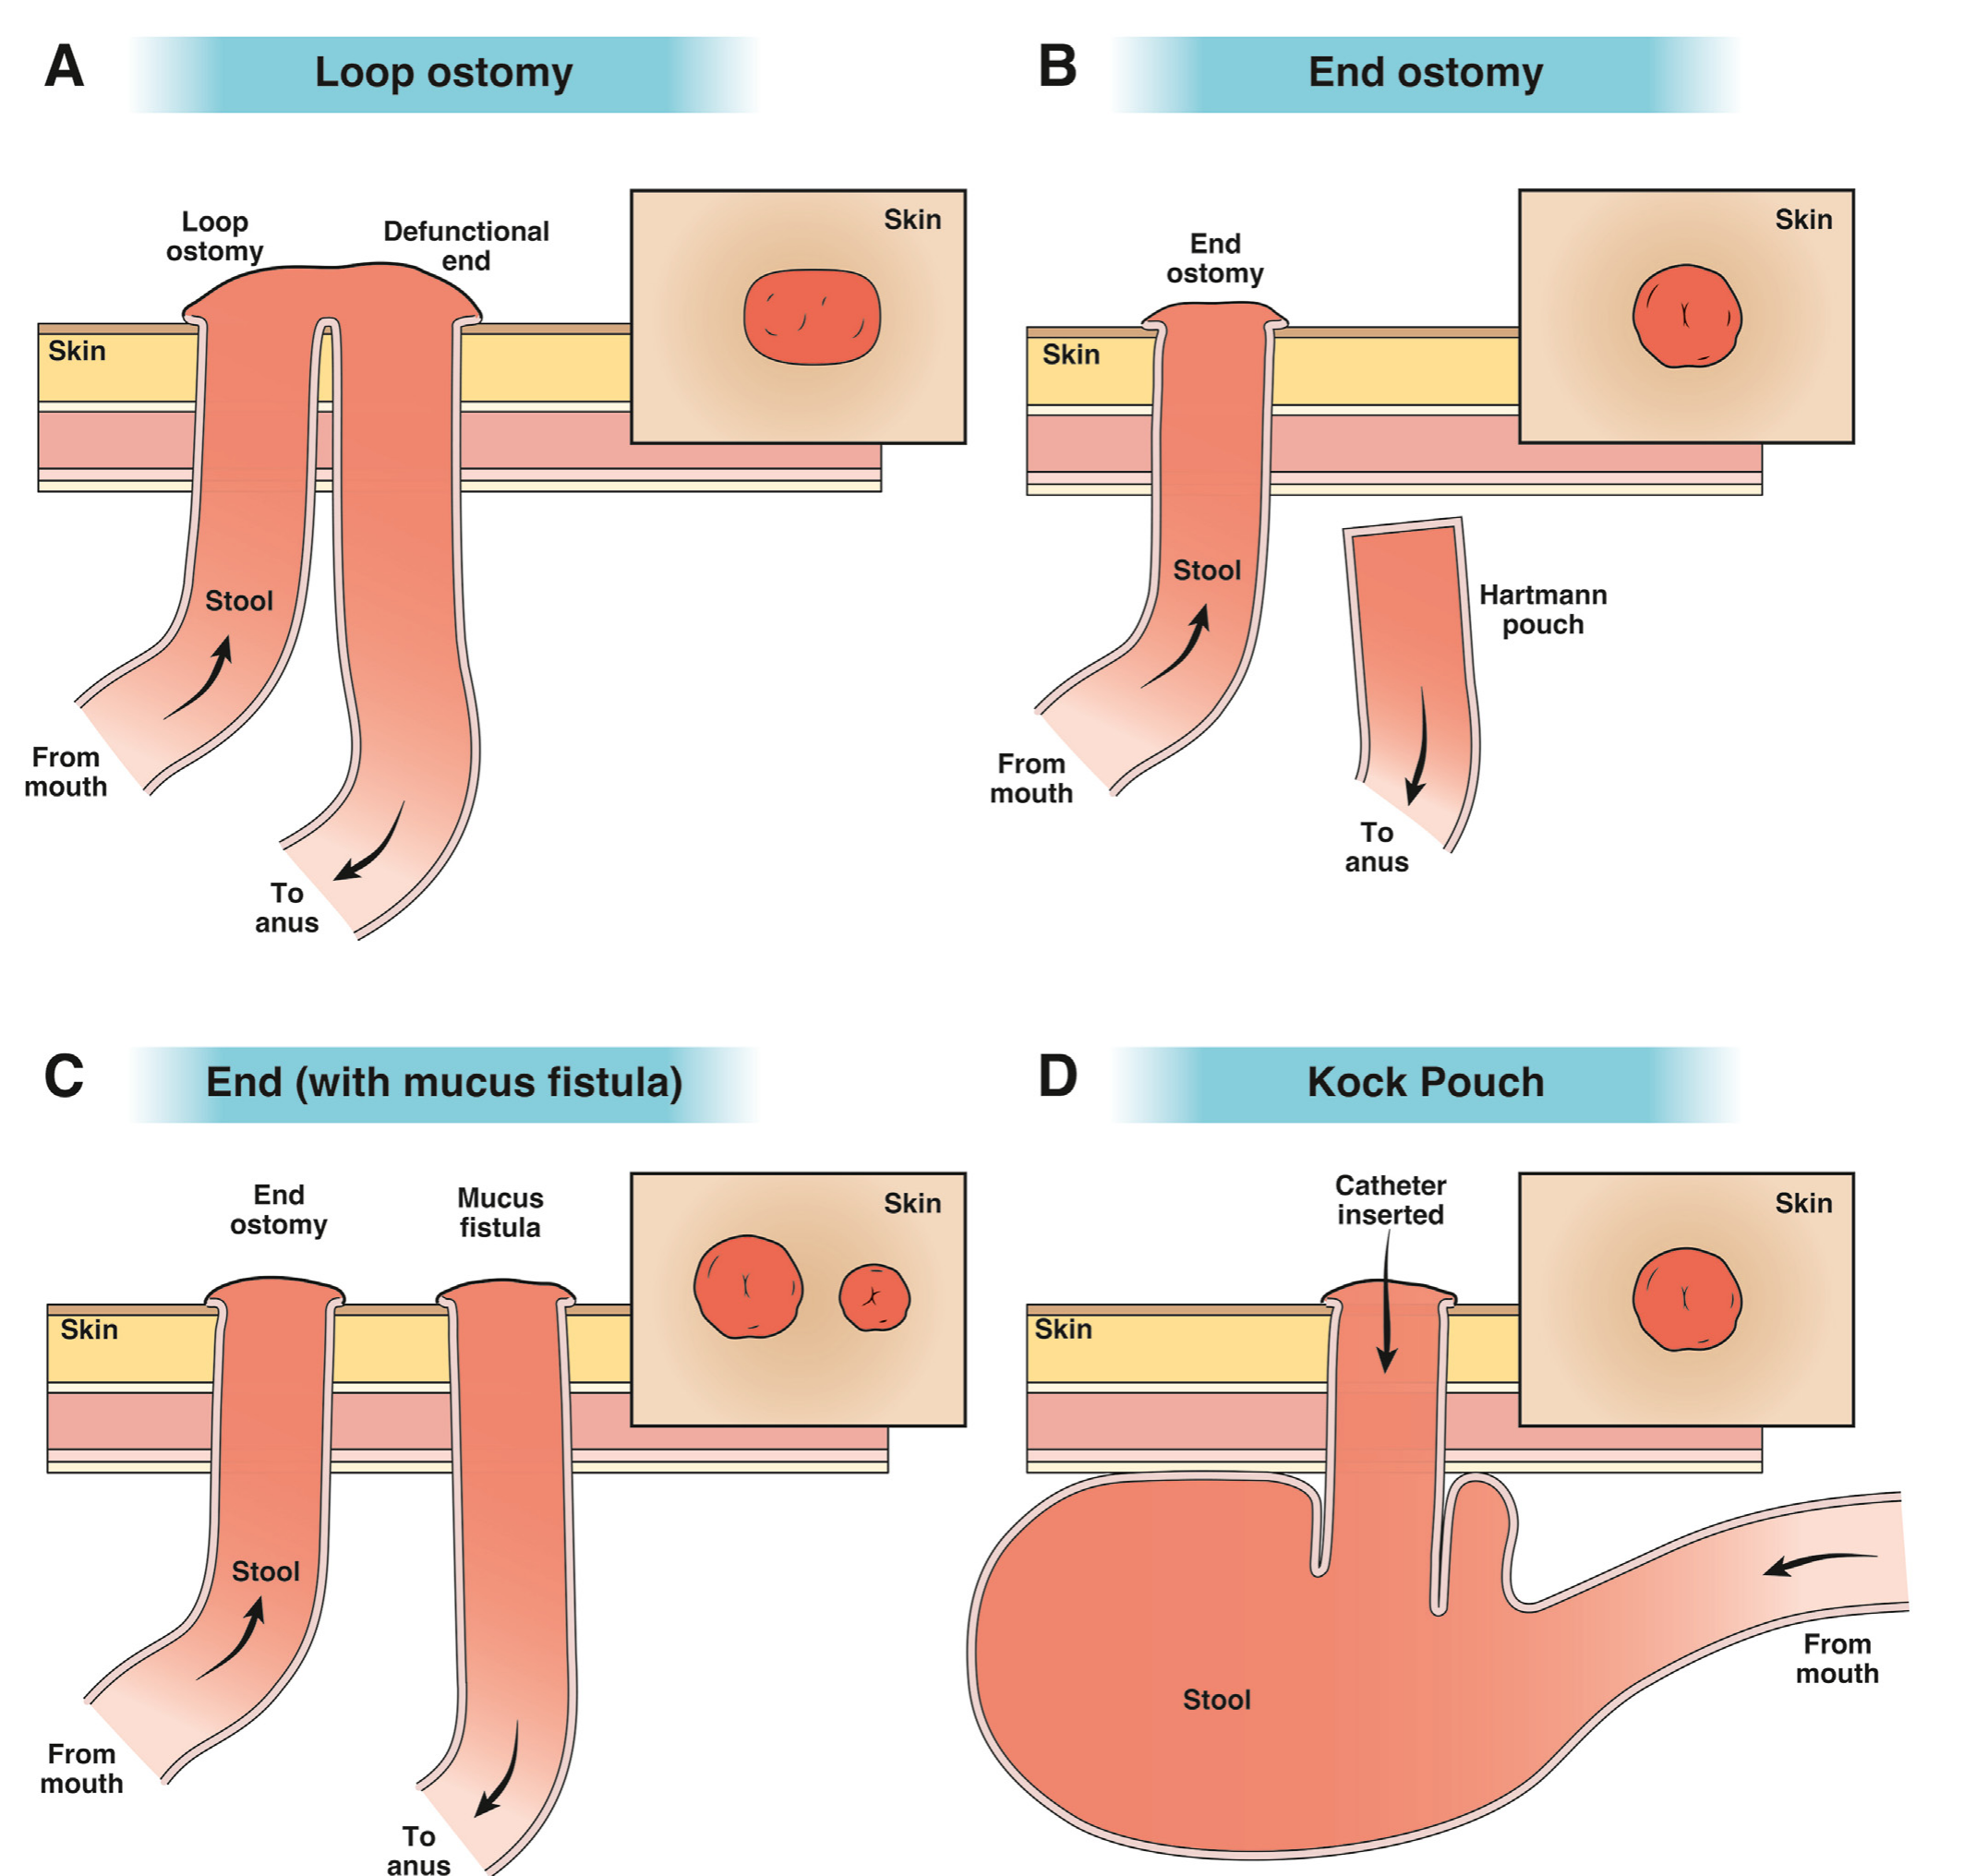 A
Loop ostomy
Loop
ostomy
Defunctional
end
Skin
Skin
Stool
From
mouth
To
anus
B
End ostomy
End
ostomy
Skin
Skin
Stool
Hartmann
pouch
From
mouth
To
anus
C
End (with mucus fistula)
End
ostomy
Mucus
fistula
Skin
Skin
Stool
From
mouth
To
anus
D
Kock Pouch
Catheter
inserted
Skin
Skin
Stool
From
mouth